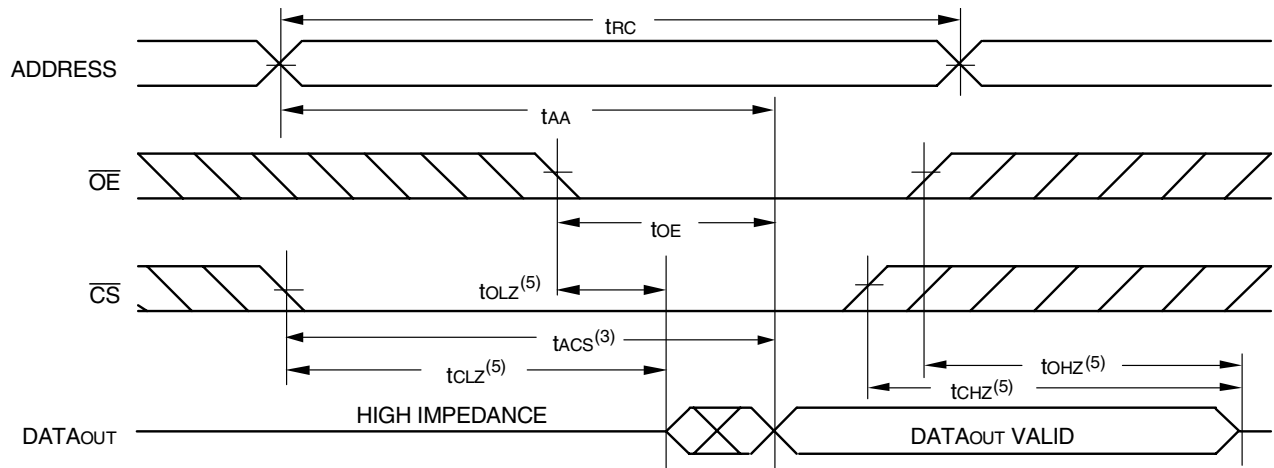 tRC
ADDRESS
tAA
OE
tOE
CS
tOLZ(5)
tACS(3)
tCLZ(5)
tOHZ(5)
tCHZ(5)
HIGH IMPEDANCE
DATAOUT
DATAOUT VALID